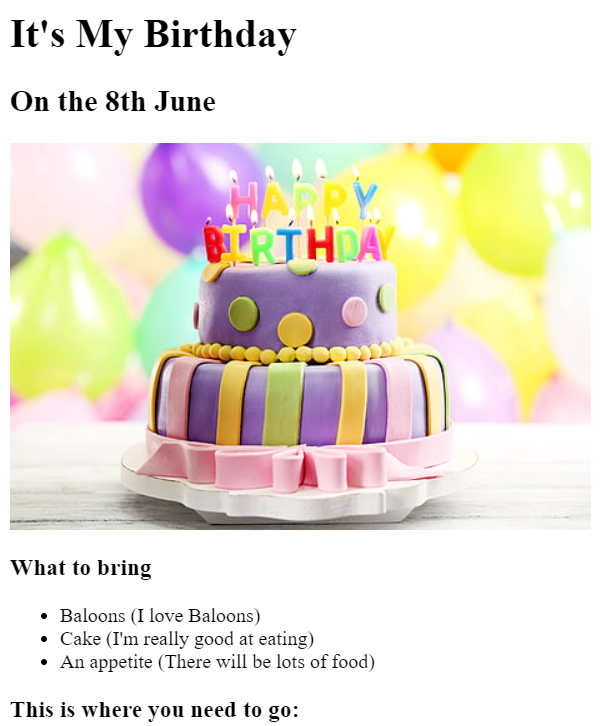 It's My Birthday
On the 8th June
HAPPY
BIRTHDAY
What to bring
Baloons (I love Baloons)
Cake (I'm really good at eating)
An appetite (There will be lots of food)
This is where you need to go: